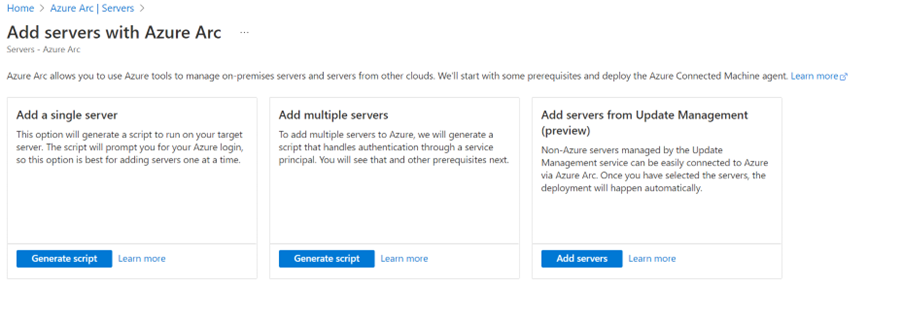 Home > Azure Arc | Servers >
Add servers with Azure Arc ...
Servers - Azure Arc
Azure Arc allows you to use Azure tools to manage on-premises servers and servers from other clouds. We'll start with some prerequisites and deploy the Azure Connected Machine agent. Learn more
Add a single server
This option will generate a script to run on your target
server. The script will prompt you for your Azure login,
so this option is best for adding servers one at a time.
Generate script Learn more
Add multiple servers
To add multiple servers to Azure, we will generate a
script that handles authentication through a service
principal. You will see that and other prerequisites next.
Generate script Learn more
Add servers from Update Management
(preview)
Non-Azure servers managed by the Update
Management service can be easily connected to Azure
via Azure Arc. Once you have selected the servers, the
deployment will happen automatically.
Add servers Learn more